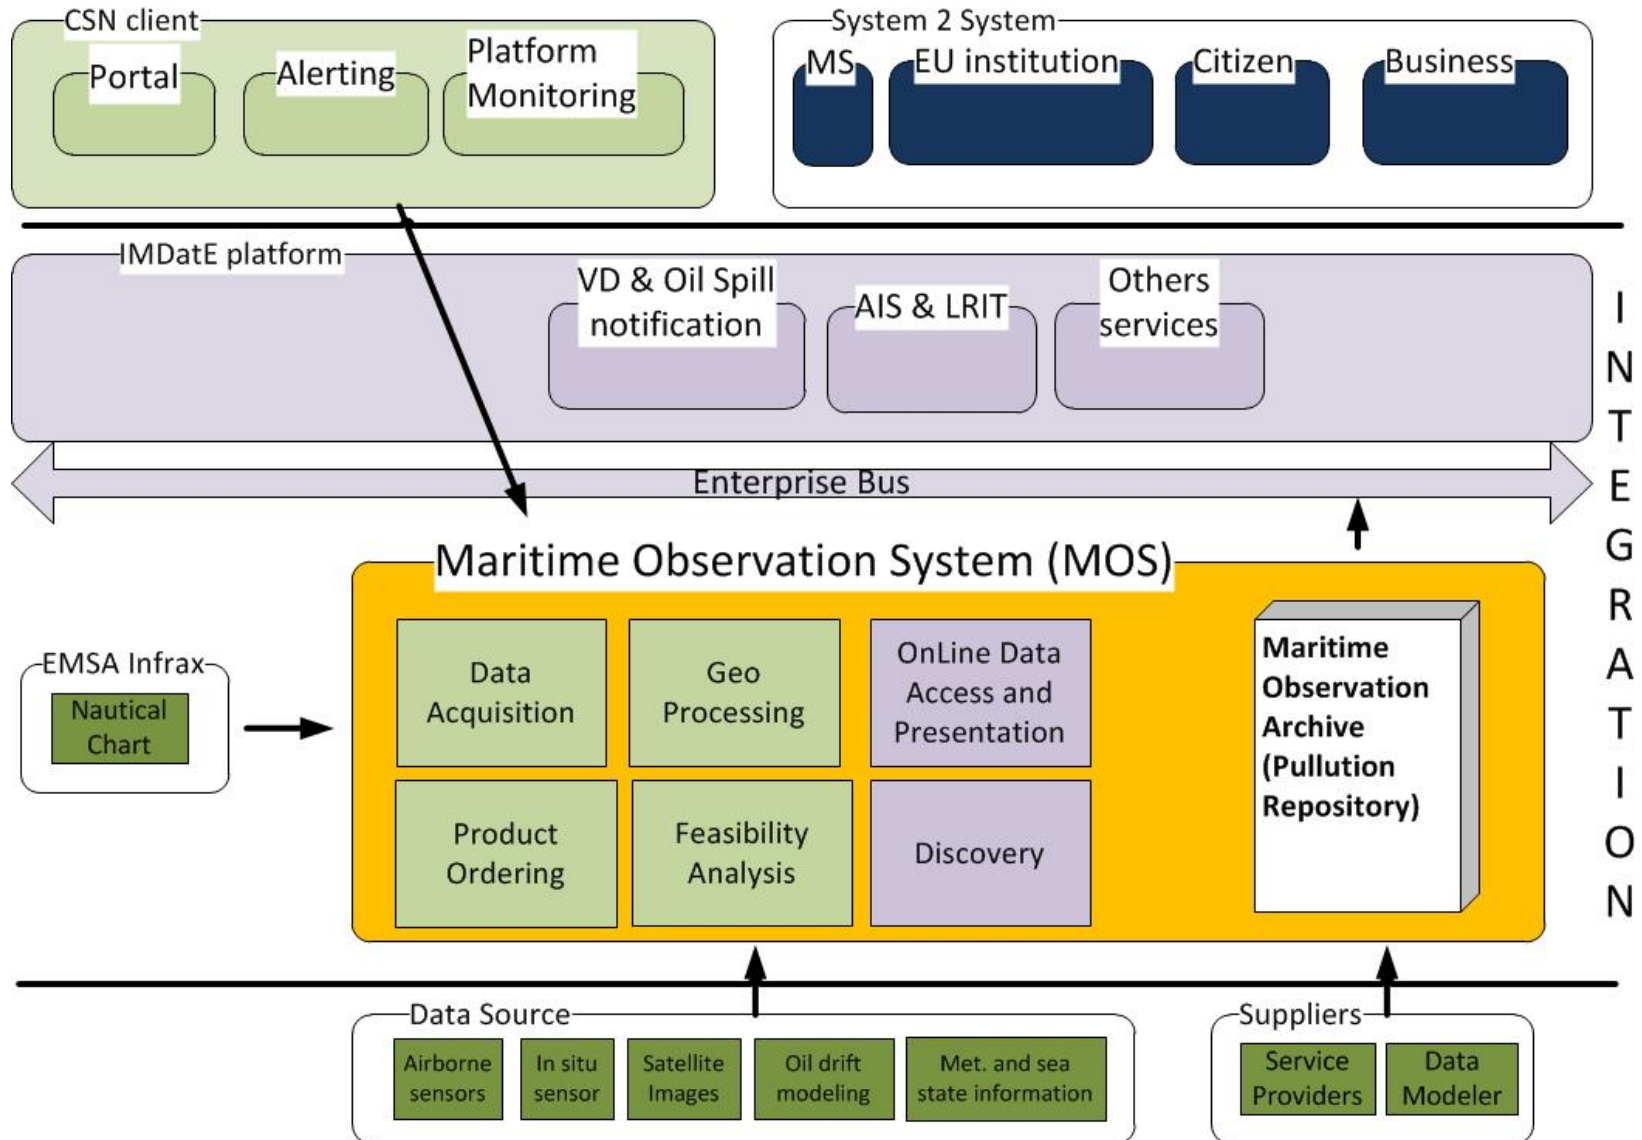 CSN client
Portal
Alerting
Platform
Monitoring
System 2 System
MS
EU institution
Citizen
Business
IMDatE platform
VD & Oil Spill
notification
AIS & LRIT
Others
services
Enterprise Bus
Maritime Observation System (MOS)
EMSA Infrax
Nautical
Chart
Data
Acquisition
Geo
Processing
OnLine Data
Access and
Presentation
Product
Ordering
Feasibility
Analysis
Discovery
Maritime
Observation
Archive
(Pullution
Repository)
I
N
T
E
G
R
A
T
I
O
N
Data Source
Airborne
sensors
In situ
sensor
Satellite
Images
Oil drift
modeling
Met. and sea
state information
Suppliers
Service
Providers
Data
Modeler